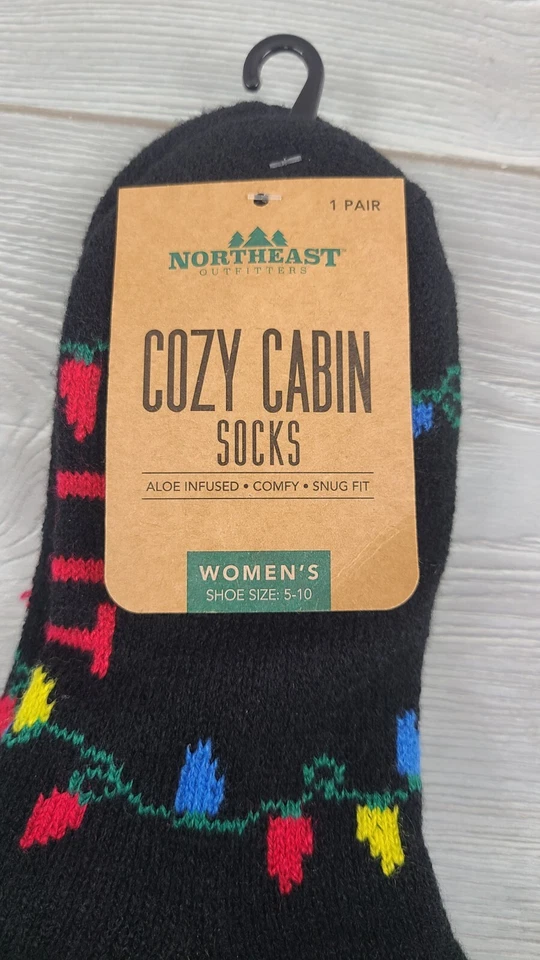 1 PAIR
NORTHEAST
OUTFITTERS
COZY CABIN
SOCKS
ALOE INFUSED • COMFY • SNUG FIT
WOMEN'S
SHOE SIZE: 5-10